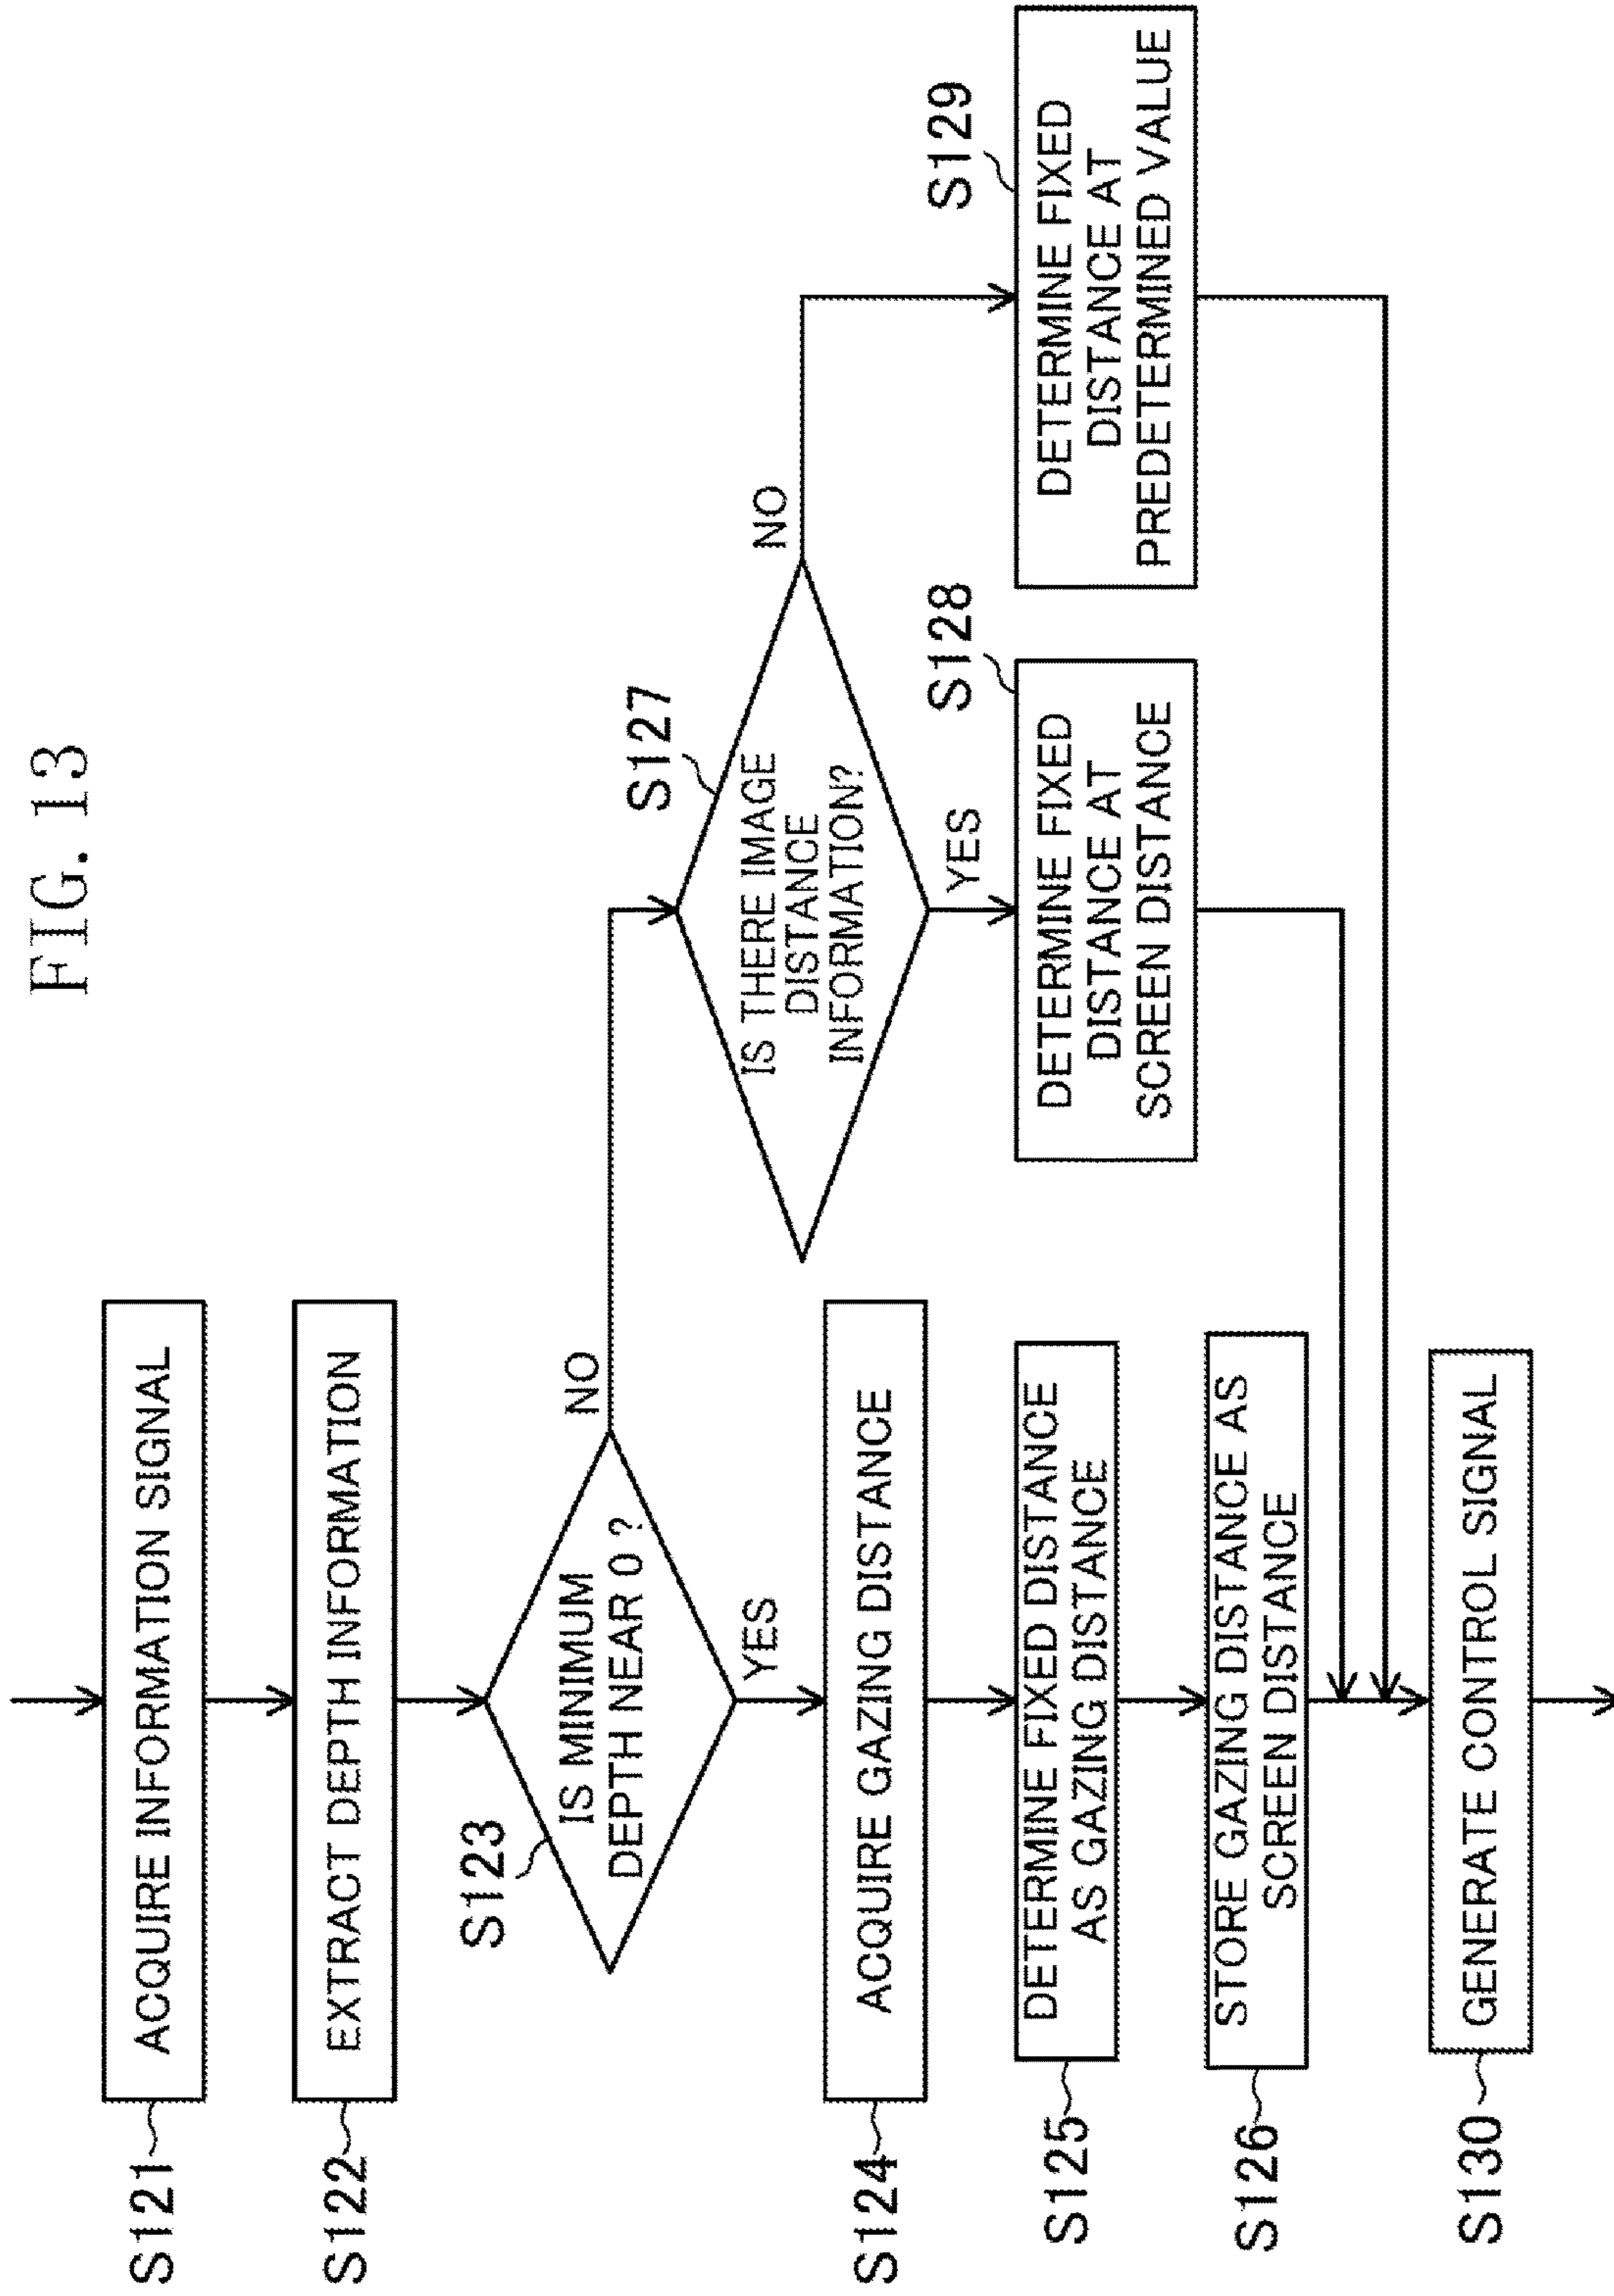 FIG. 13
S121
ACQUIRE INFORMATION SIGNAL
S122
EXTRACT DEPTH INFORMATION
S123
IS MINIMUM
DEPTH NEAR 0 ?
NO
YES
S124
ACQUIRE GAZING DISTANCE
S125
DETERMINE FIXED DISTANCE
AS GAZING DISTANCE
S126
STORE GAZING DISTANCE AS
SCREEN DISTANCE
S127
IS THERE IMAGE
DISTANCE
INFORMATION?
NO
YES
S128
DETERMINE FIXED
DISTANCE AT
SCREEN DISTANCE
S129
DETERMINE FIXED
DISTANCE AT
PREDETERMINED VALUE
S130
GENERATE CONTROL SIGNAL